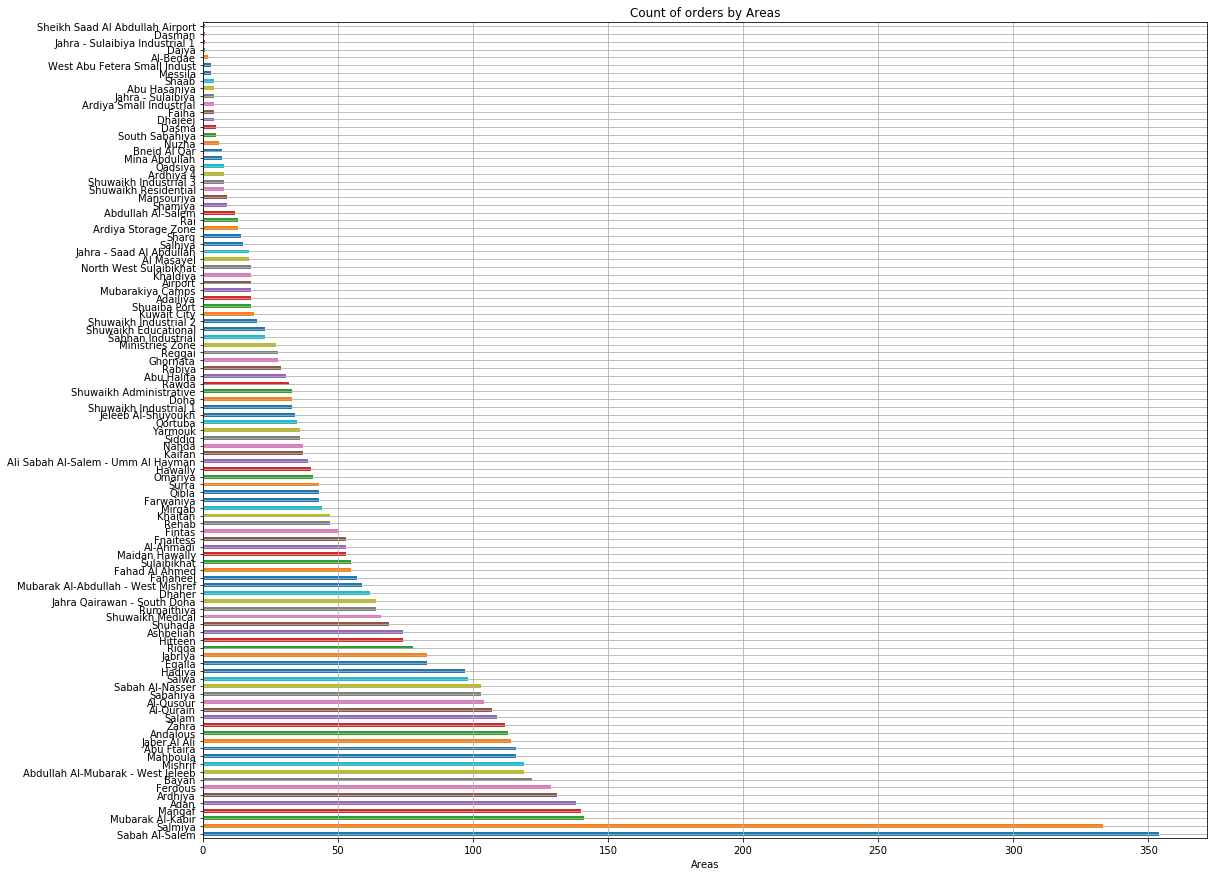 Count of orders by Areas
Sheikh Saad Al Abdullah Airport
Dasman
Jahra - Sulaibiya Industrial 1
Daiya
Al-Bedae
West Abu Fetera Small Indust
Messila
Shaab
Abu Hasaniya
Jahra - Sulaibiya
Ardiya Small Industrial
Faiha
Dhajeej
Dasma
South Sabahiya
Nuzha
Bneid Al Qar
Mina Abdullah
Qadsiya
Ardhiya 4
Shuwaikh Industrial 3
Shuwaikh Residential
Mansouriya
Shamiya
Abdullah Al-Salem
Rai
Ardiya Storage Zone
Sharq
Salhiya
Jahra - Saad Al Abdullah
Al Masayel
North West Sulaibikhat
Khaldiya
Airport
Mubarakiya Camps
Adailiya
Shuaiba Port
Kuwait City
Shuwaikh Industrial 2
Shuwaikh Educational
Sabhan Industrial
Ministries Zone
Reggai
Ghornata
Rabiya
Abu Halifa
Rawda
Shuwaikh Administrative
Doha
Shuwaikh Industrial 1
Jeleeb Al-Shuyoukh
Qortuba
Yarmouk
Siddiq
Nahda
Kaifan
Ali Sabah Al-Salem - Umm Al Hayman
Hawally
Omariya
Surra
Qibla
Farwaniya
Mirqab
Khaitan
Rehab
Fintas
Fnaitess
Al-Ahmadi
Maidan Hawally
Sulaibikhat
Fahad Al Ahmed
Fahaheel
Mubarak Al-Abdullah - West Mishref
Dhaher
Jahra Qairawan - South Doha
Rumaithiya
Shuwaikh Medical
Shuhada
Ashbeliah
Hitteen
Riqqa
Jabriya
Egaila
Hadiya
Salwa
Sabah Al-Nasser
Sabahiya
Al-Qusour
Al-Qurain
Salam
Zahra
Andalous
Jaber Al Ali
Abu Ftaira
Mahboula
Mishrif
Abdullah Al-Mubarak - West Jeleeb
Bayan
Ferdous
Ardhiya
Adan
Mangaf
Mubarak Al-Kabir
Salmiya
Sabah Al-Salem
0 50 100 150 200 250 300 350
Areas